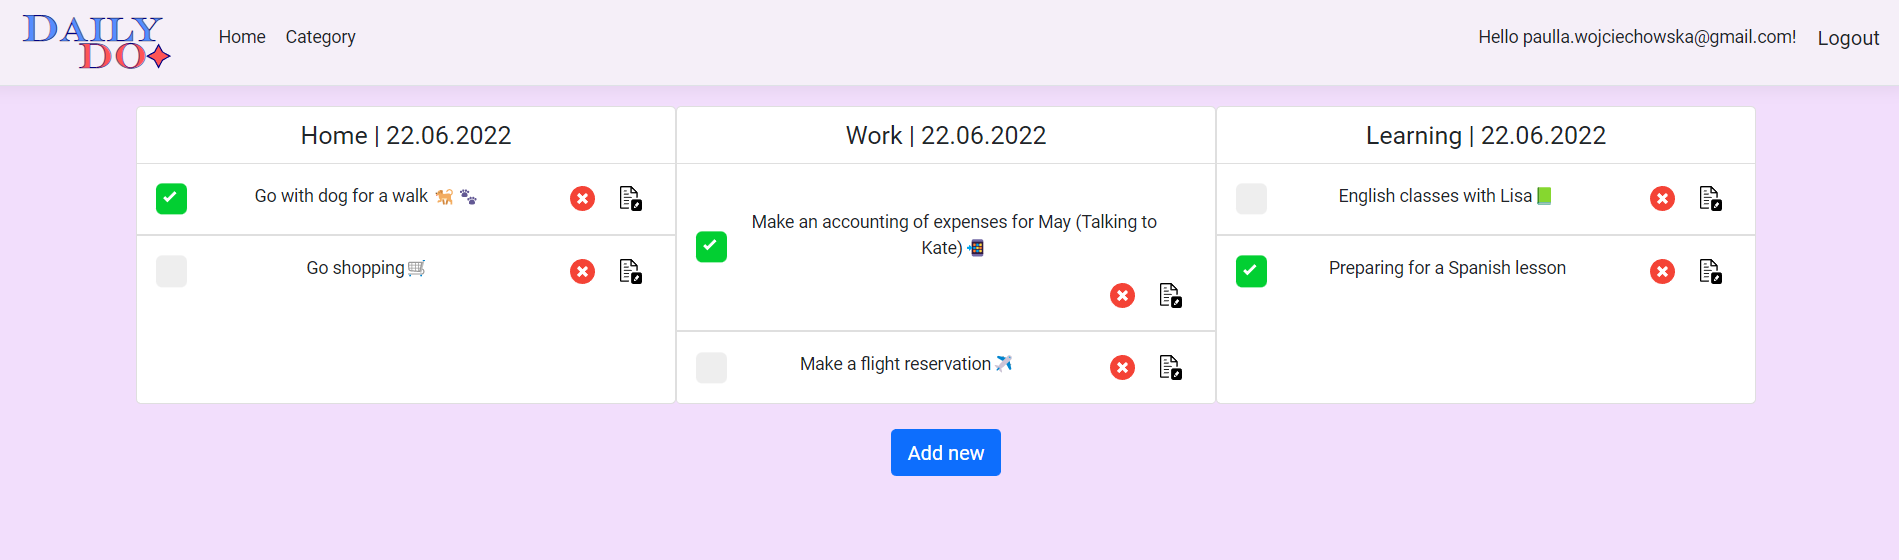 DAILY
DO
Home Category
Hello paulla.wojciechowska@gmail.com! Logout
Home | 22.06.2022
Go with dog for a walk 🐕🐾
Go shopping🛒
Work | 22.06.2022
Make an accounting of expenses for May (Talking to
Kate)📲
Make a flight reservation✈️
Learning | 22.06.2022
English classes with Lisa📗
Preparing for a Spanish lesson
Add new